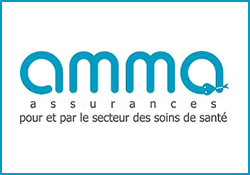 amma
assurances
pour et par le secteur des soins de santé